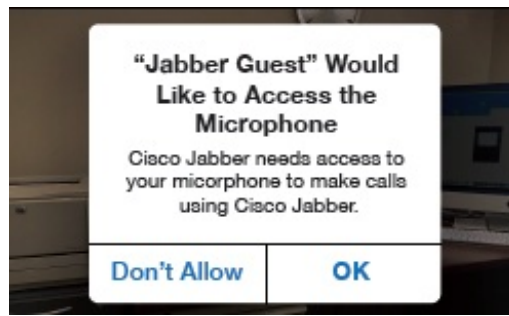 “Jabber Guest” Would
Like to Access the
Microphone
Cisco Jabber needs access to
your micorphone to make calls
using Cisco Jabber.
Don't Allow
OK